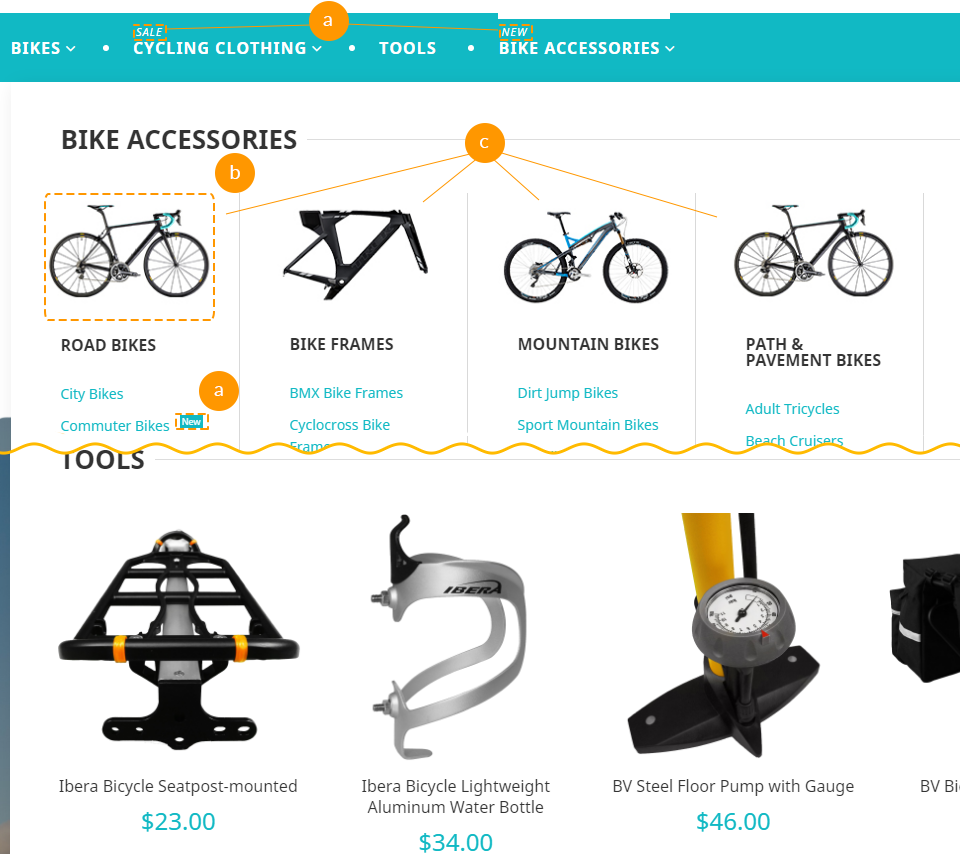 a
SALE
NEW
BIKES
CYCLING CLOTHING
TOOLS
BIKE ACCESSORIES
BIKE ACCESSORIES
c
b
ROAD BIKES
BIKE FRAMES
MOUNTAIN BIKES
PATH &
PAVEMENT BIKES
a
City Bikes
BMX Bike Frames
Dirt Jump Bikes
Adult Tricycles
Commuter Bikes New
Cyclocross Bike
Frames
Sport Mountain Bikes
Beach Cruisers
TOOLS
IBERA
Ibera Bicycle Seatpost-mounted
$23.00
Ibera Bicycle Lightweight
Aluminum Water Bottle
$34.00
BV Steel Floor Pump with Gauge
$46.00
BV Bi